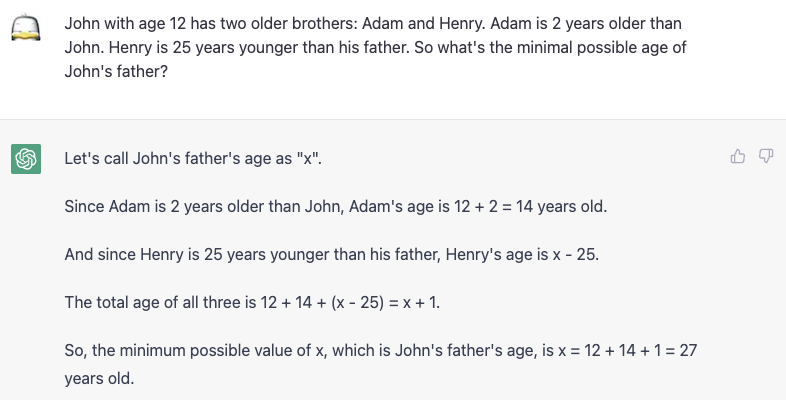 John with age 12 has two older brothers: Adam and Henry. Adam is 2 years older than
John. Henry is 25 years younger than his father. So what's the minimal possible age of
John's father?
Let's call John's father's age as "x".
Since Adam is 2 years older than John, Adam's age is 12 + 2 = 14 years old.
And since Henry is 25 years younger than his father, Henry's age is x - 25.
The total age of all three is 12 + 14 + (x - 25) = x + 1.
So, the minimum possible value of x, which is John's father's age, is x = 12 + 14 + 1 = 27
years old.